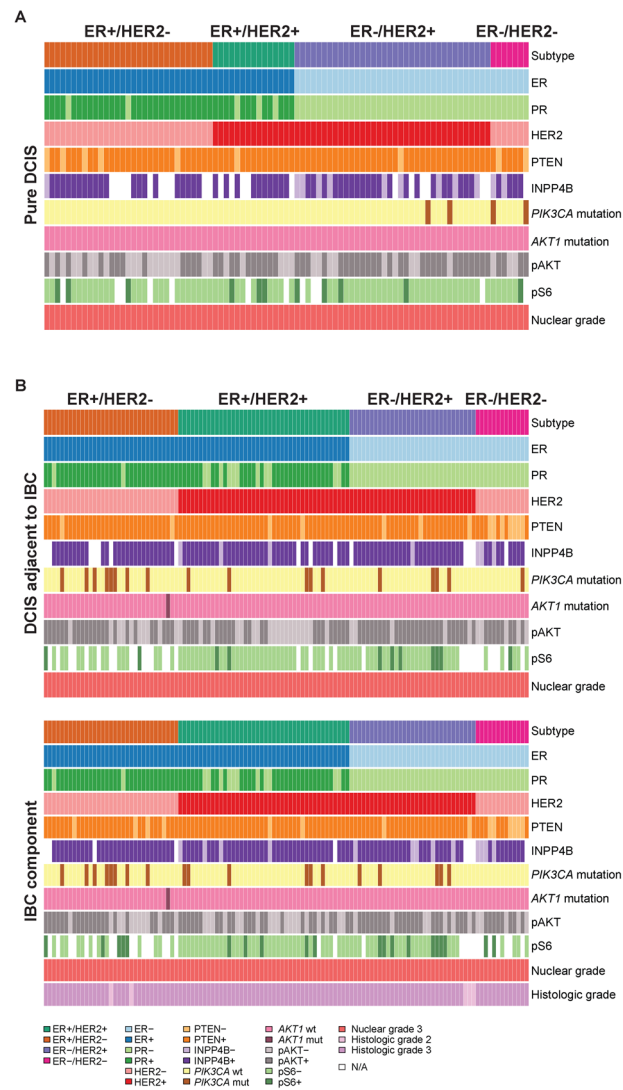 A
ER+/HER2- ER+/HER2+ ER-/HER2+ ER-/HER2-
Pure DCIS
Subtype
ER
PR
HER2
PTEN
INPP4B
PIK3CA mutation
AKT1 mutation
pAKT
pS6
Nuclear grade
B
ER+/HER2- ER+/HER2+ ER-/HER2+ ER-/HER2-
DCIS adjacent to IBC
Subtype
ER
PR
HER2
PTEN
INPP4B
PIK3CA mutation
AKT1 mutation
pAKT
pS6
Nuclear grade
IBC component
Subtype
ER
PR
HER2
PTEN
INPP4B
PIK3CA mutation
AKT1 mutation
pAKT
pS6
Nuclear grade
Histologic grade
ER+/HER2+ ER− PTEN− AKT1 wt Nuclear grade 3
ER+/HER2− ER+ PTEN+ AKT1 mut Histologic grade 2
ER−/HER2+ PR− INPP4B− pAKT− Histologic grade 3
ER−/HER2− PR+ INPP4B+ pAKT+
HER2− PIK3CA wt pS6− N/A
HER2+ PIK3CA mut pS6+